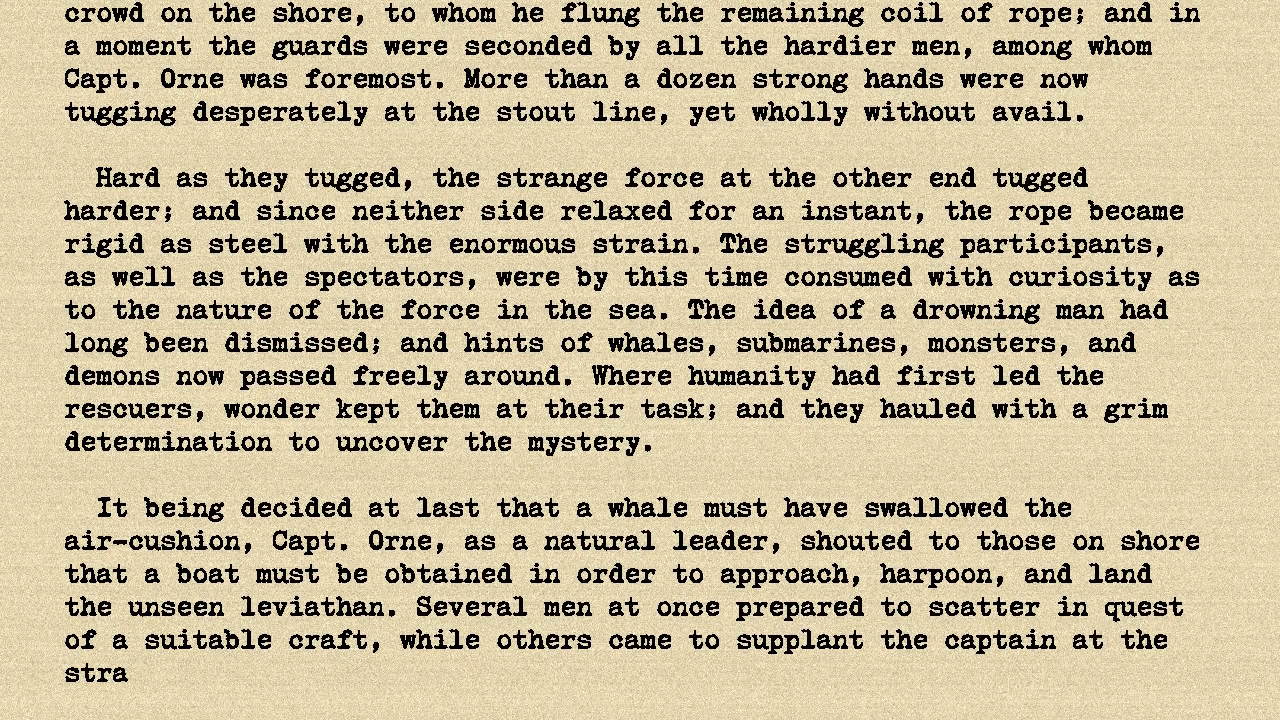 crowd on the shore, to whom he flung the remaining coil of rope; and in
a moment the guards were seconded by all the hardier men, among whom
Capt. Orne was foremost. More than a dozen strong hands were now
tugging desperately at the stout line, yet wholly without avail.
Hard as they tugged, the strange force at the other end tugged
harder; and since neither side relaxed for an instant, the rope became
rigid as steel with the enormous strain. The struggling participants,
as well as the spectators, were by this time consumed with curiosity as
to the nature of the force in the sea. The idea of a drowning man had
long been dismissed; and hints of whales, submarines, monsters, and
demons now passed freely around. Where humanity had first led the
rescuers, wonder kept them at their task; and they hauled with a grim
determination to uncover the mystery.
It being decided at last that a whale must have swallowed the
air-cushion, Capt. Orne, as a natural leader, shouted to those on shore
that a boat must be obtained in order to approach, harpoon, and land
the unseen leviathan. Several men at once prepared to scatter in quest
of a suitable craft, while others came to supplant the captain at the
stra